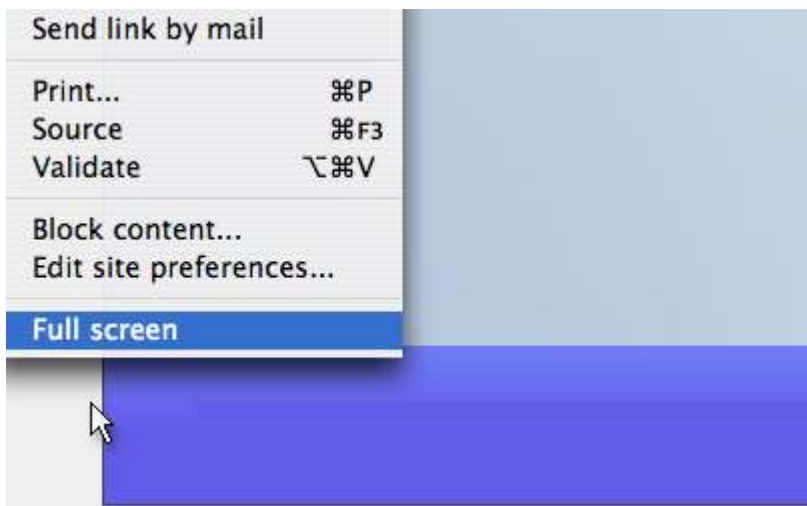 Send link by mail
Print... ⌘P
Source ⌘F3
Validate ⌥⌘V
Block content...
Edit site preferences...
Full screen